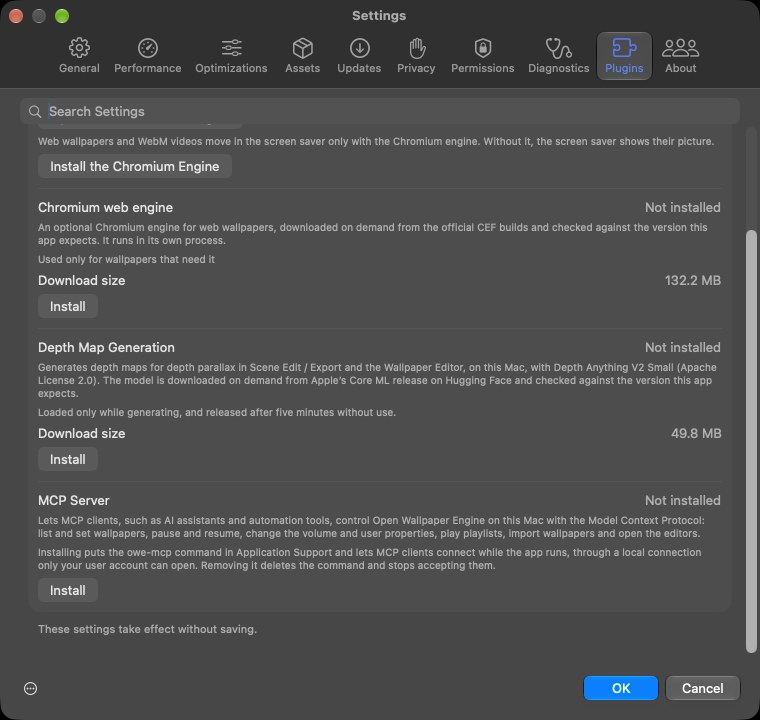 Settings
General
Performance
Optimizations
Assets
Updates
Privacy
Permissions
Diagnostics
Plugins
About
Search Settings
Web wallpapers and WebM videos move in the screen saver only with the Chromium engine. Without it, the screen saver shows their picture.
Install the Chromium Engine
Chromium web engine
Not installed
An optional Chromium engine for web wallpapers, downloaded on demand from the official CEF builds and checked against the version this
app expects. It runs in its own process.
Used only for wallpapers that need it
Download size
132.2 MB
Install
Depth Map Generation
Not installed
Generates depth maps for depth parallax in Scene Edit / Export and the Wallpaper Editor, on this Mac, with Depth Anything V2 Small (Apache
License 2.0). The model is downloaded on demand from Apple's Core ML release on Hugging Face and checked against the version this app
expects.
Loaded only while generating, and released after five minutes without use.
Download size
49.8 MB
Install
MCP Server
Not installed
Lets MCP clients, such as AI assistants and automation tools, control Open Wallpaper Engine on this Mac with the Model Context Protocol:
list and set wallpapers, pause and resume, change the volume and user properties, play playlists, import wallpapers and open the editors.
Installing puts the owe-mcp command in Application Support and lets MCP clients connect while the app runs, through a local connection
only your user account can open. Removing it deletes the command and stops accepting them.
Install
These settings take effect without saving.
OK
Cancel